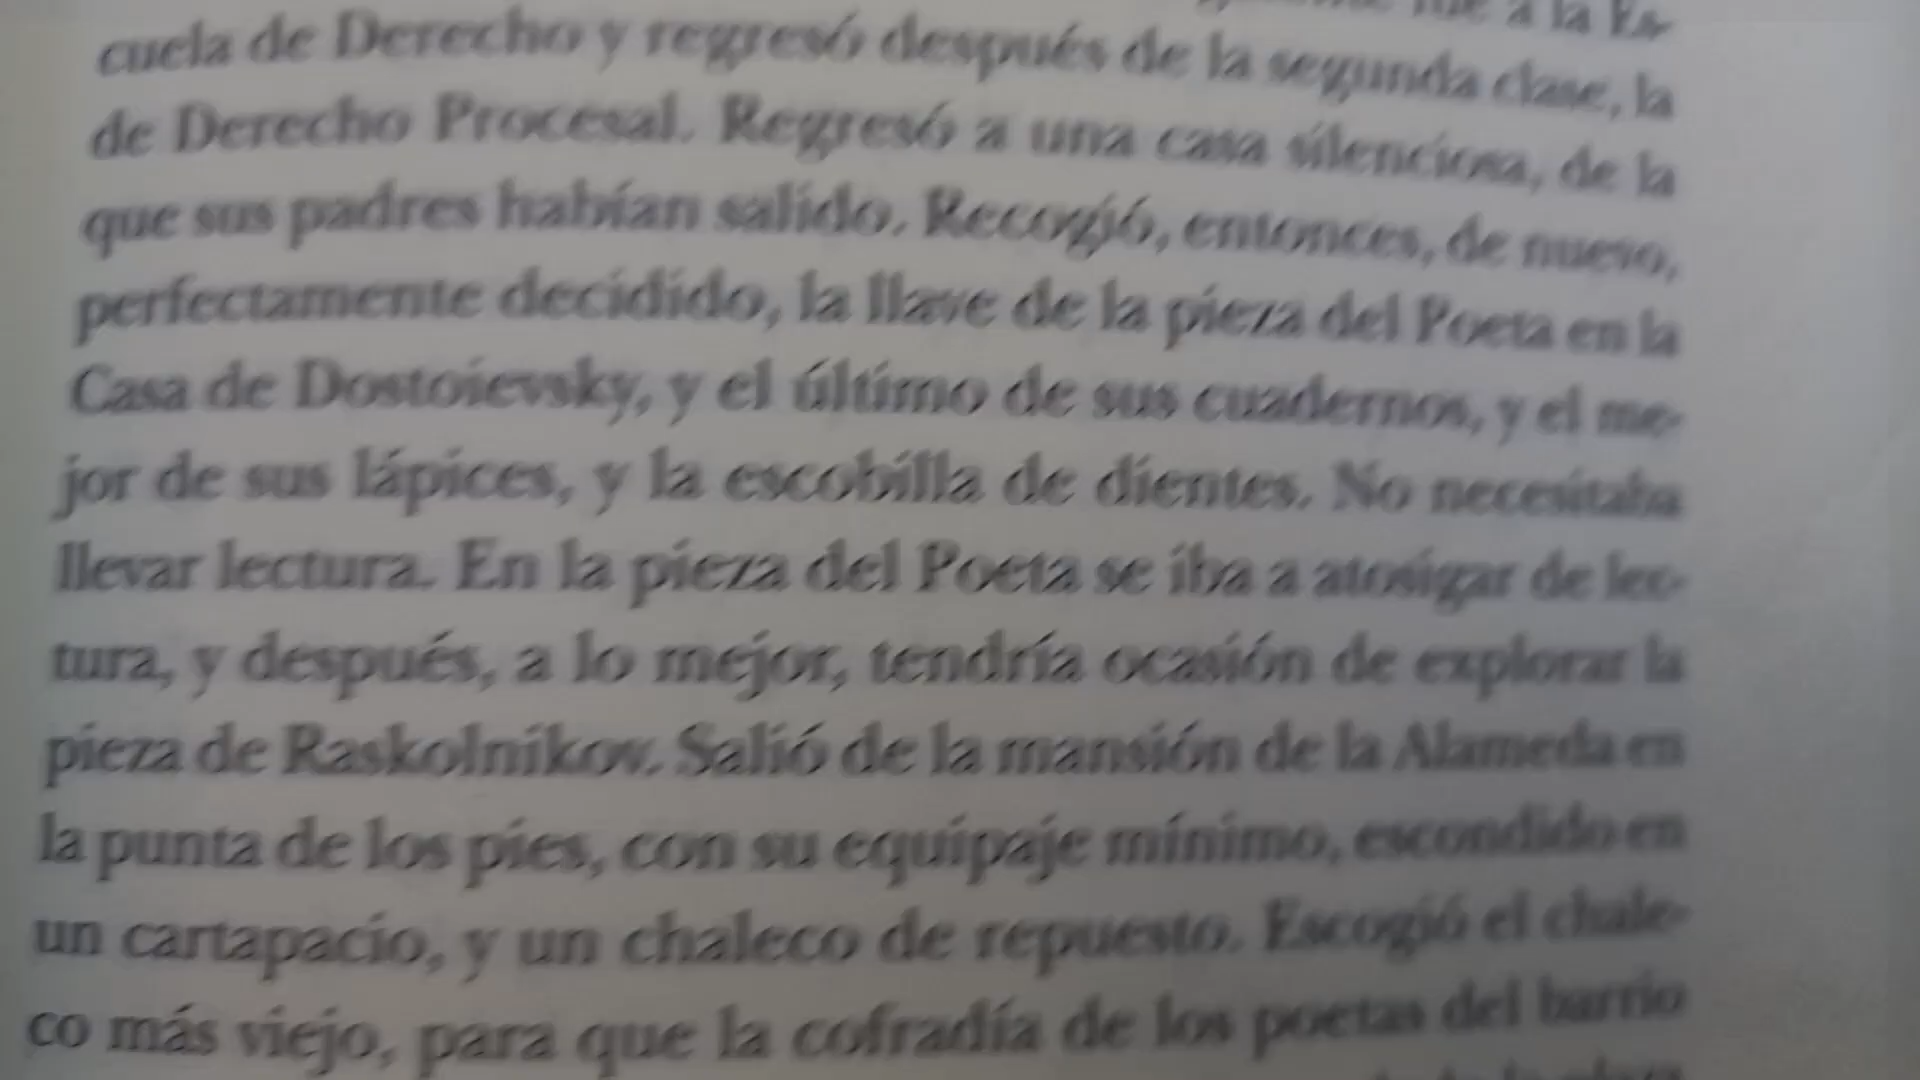 fue a la Es-
cuela de Derecho y regresó después de la segunda clase, la
de Derecho Procesal. Regresó a una casa silenciosa, de la
que sus padres habían salido. Recogió, entonces, de nuevo,
perfectamente decidido, la llave de la pieza del Poeta en la
Casa de Dostoievsky, y el último de sus cuadernos, y el me-
jor de sus lápices, y la escobilla de dientes. No necesitaba
llevar lectura. En la pieza del Poeta se iba a atosigar de lec-
tura, y después, a lo mejor, tendría ocasión de explorar la
pieza de Raskolnikov. Salió de la mansión de la Alameda en
la punta de los pies, con su equipaje mínimo, escondido en
un cartapacio, y un chaleco de repuesto. Escogió el chale-
co más viejo, para que la cofradía de los poetas del barrio